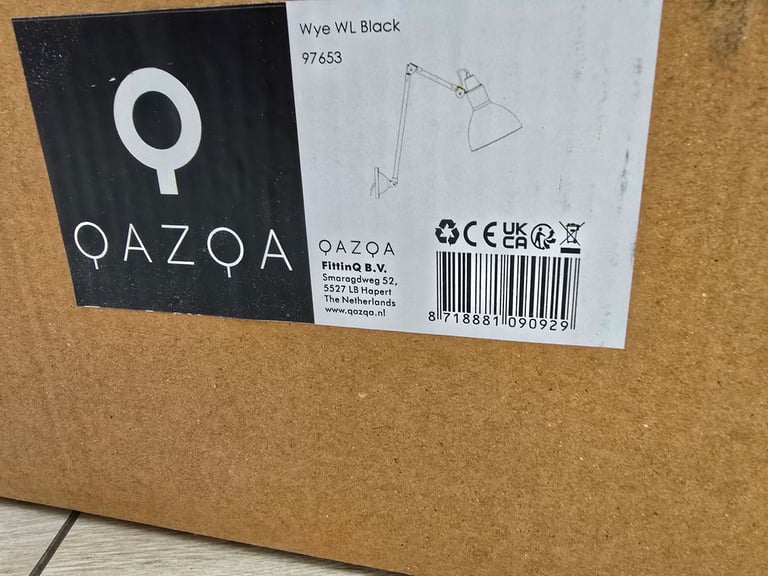 QAZQA
Wye WL Black
97653
QAZQA
FittinQ B.V.
Smaragdweg 52,
5527 LB Hapert
The Netherlands
www.qazqa.nl
CE UK CA
8 718881 090929